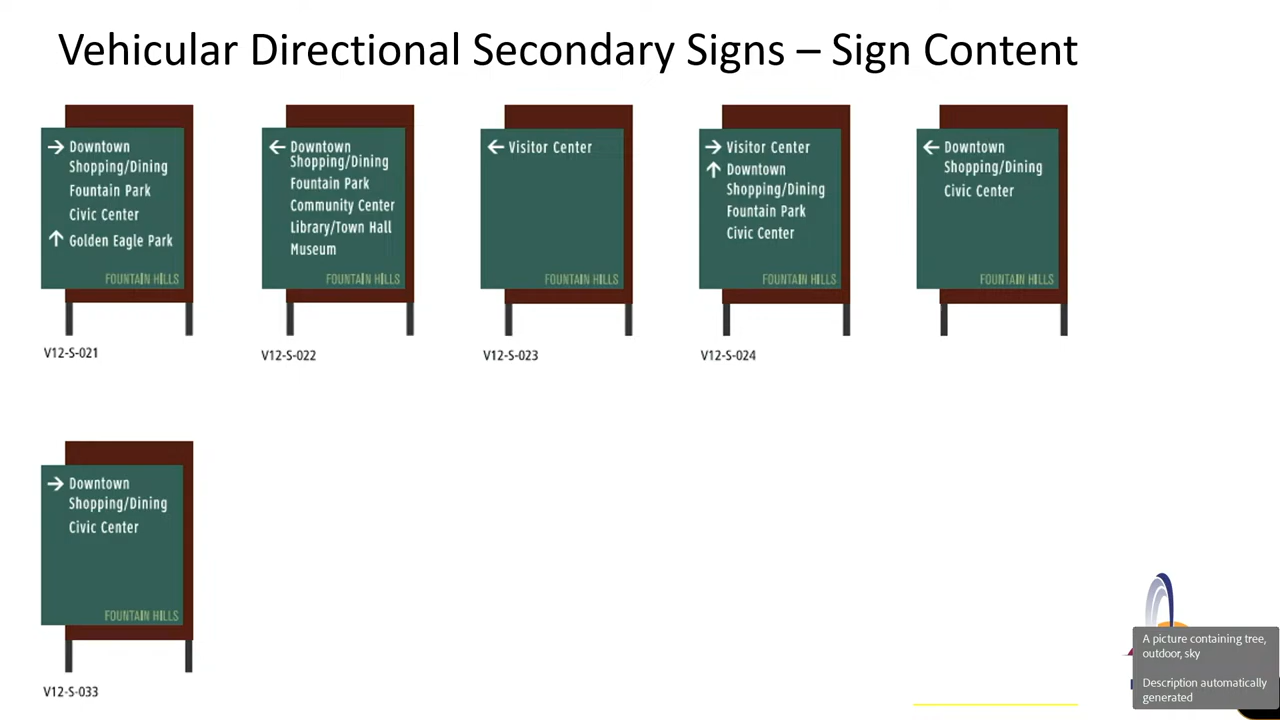 Vehicular Directional Secondary Signs – Sign Content
→ Downtown
Shopping/Dining
Fountain Park
Civic Center
↑ Golden Eagle Park
FOUNTAIN HILLS
V12-S-021
← Downtown
Shopping/Dining
Fountain Park
Community Center
Library/Town Hall
Museum
FOUNTAIN HILLS
V12-S-022
← Visitor Center
FOUNTAIN HILLS
V12-S-023
→ Visitor Center
↑ Downtown
Shopping/Dining
Fountain Park
Civic Center
FOUNTAIN HILLS
V12-S-024
← Downtown
Shopping/Dining
Civic Center
FOUNTAIN HILLS
→ Downtown
Shopping/Dining
Civic Center
FOUNTAIN HILLS
V12-S-033
A picture containing tree,
outdoor, sky
Description automatically
generated